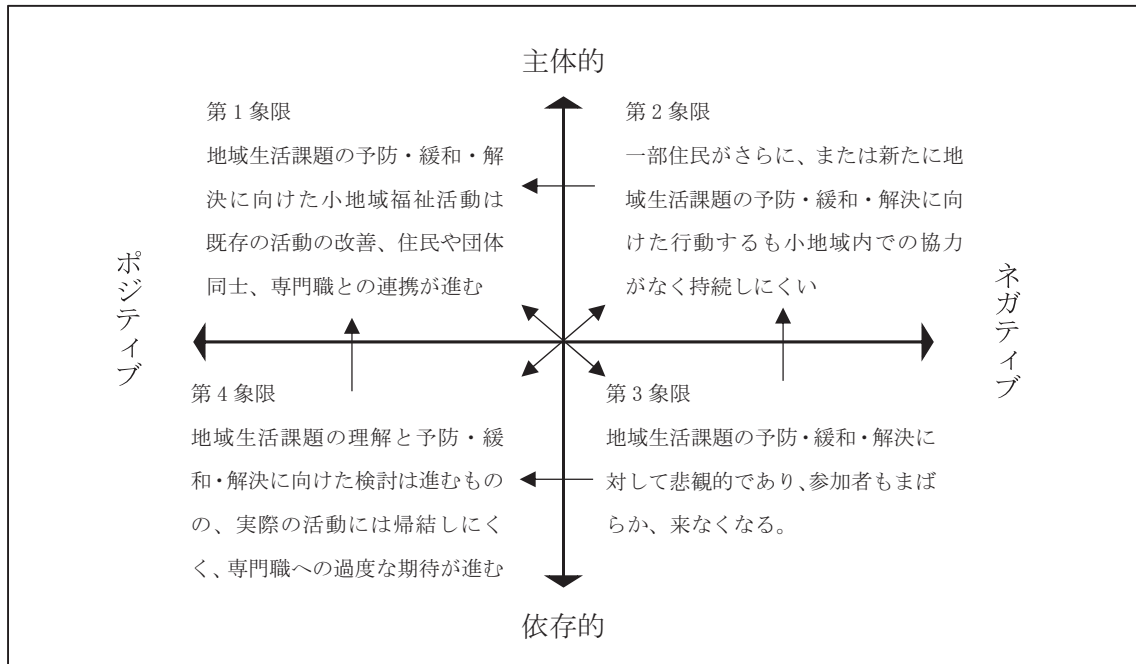 主体的
第1象限
地域生活課題の予防・緩和・解
決に向けた小地域福祉活動は
既存の活動の改善、住民や団体
同士、専門職との連携が進む
第2象限
一部住民がさらに、または新たに地
域生活課題の予防・緩和・解決に向
けた行動するも小地域内での協力
がなく持続しにくい
ポジティブ
ネガティブ
第4象限
地域生活課題の理解と予防・緩
和・解決に向けた検討は進むもの
の、実際の活動には帰結しにく
く、専門職への過度な期待が進む
第3象限
地域生活課題の予防・緩和・解決に
対して悲観的であり、参加者もまば
らか、来なくなる。
依存的